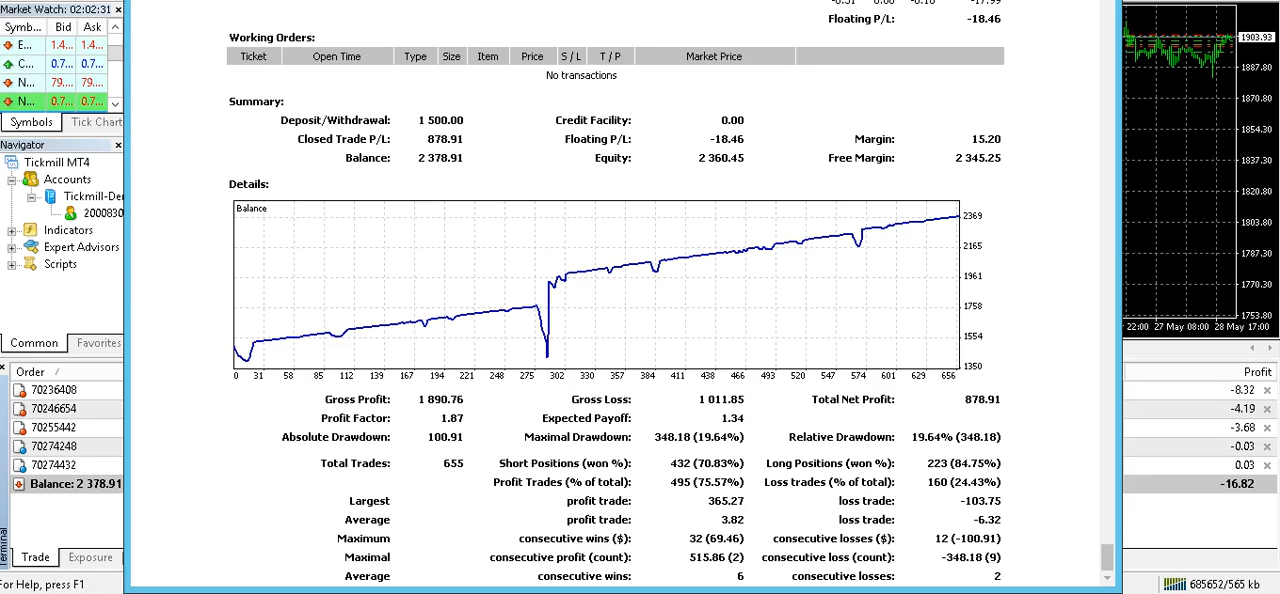 Market Watch: 02:02:31
Symb... Bid Ask
E... 1.4... 1.4...
C... 0.7... 0.7...
N... 79.... 79....
N... 0.7... 0.7...
Symbols Tick Chart
Navigator
Tickmill MT4
Accounts
Tickmill-De
2000830
Indicators
Expert Advisors
Scripts
Common Favorites
Order /
70236408
70246654
70255442
70274248
70274432
Balance: 2 378.91
Terminal
Trade Exposure
For Help, press F1
Floating P/L: -18.46
Working Orders:
Ticket Open Time Type Size Item Price S / L T / P Market Price
No transactions
Summary:
Deposit/Withdrawal: 1 500.00 Credit Facility: 0.00
Closed Trade P/L: 878.91 Floating P/L: -18.46 Margin: 15.20
Balance: 2 378.91 Equity: 2 360.45 Free Margin: 2 345.25
Details:
Balance
2369
2165
1961
1758
1554
1350
0 31 58 85 112 139 167 194 221 248 275 302 330 357 384 411 438 466 493 520 547 574 601 629 656
Gross Profit: 1 890.76 Gross Loss: 1 011.85 Total Net Profit: 878.91
Profit Factor: 1.87 Expected Payoff: 1.34
Absolute Drawdown: 100.91 Maximal Drawdown: 348.18 (19.64%) Relative Drawdown: 19.64% (348.18)
Total Trades: 655 Short Positions (won %): 432 (70.83%) Long Positions (won %): 223 (84.75%)
Profit Trades (% of total): 495 (75.57%) Loss trades (% of total): 160 (24.43%)
Largest profit trade: 365.27 loss trade: -103.75
Average profit trade: 3.82 loss trade: -6.32
Maximum consecutive wins ($): 32 (69.46) consecutive losses ($): 12 (-100.91)
Maximal consecutive profit (count): 515.86 (2) consecutive loss (count): -348.18 (9)
Average consecutive wins: 6 consecutive losses: 2
1903.93
1887.80
1870.80
1854.30
1837.30
1820.80
1803.80
1787.30
1770.30
1753.80
22:00 27 May 08:00 28 May 17:00
Profit
-8.32
-4.19
-3.68
-0.03
0.03
-16.82
685652/565 kb